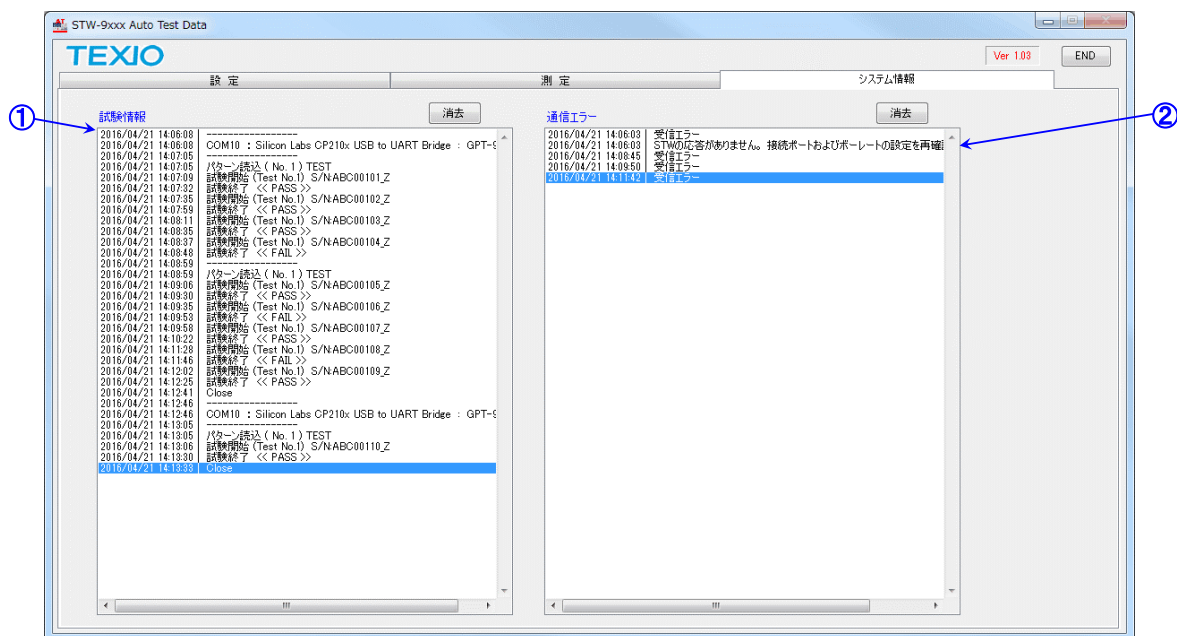 STW-9xxx Auto Test Data
TEXIO
Ver 1.03
END
設 定
測 定
システム情報
①
試験情報
消去
2016/04/21 14:06:08 | -----------------
2016/04/21 14:06:08 | COM10 : Silicon Labs CP210x USB to UART Bridge : GPT-9
2016/04/21 14:07:05 | -----------------
2016/04/21 14:07:05 | パターン読込 ( No. 1 ) TEST
2016/04/21 14:07:09 | 試験開始 (Test No.1) S/N:ABC00101_Z
2016/04/21 14:07:32 | 試験終了 << PASS >>
2016/04/21 14:07:35 | 試験開始 (Test No.1) S/N:ABC00102_Z
2016/04/21 14:07:59 | 試験終了 << PASS >>
2016/04/21 14:08:11 | 試験開始 (Test No.1) S/N:ABC00103_Z
2016/04/21 14:08:35 | 試験終了 << PASS >>
2016/04/21 14:08:37 | 試験開始 (Test No.1) S/N:ABC00104_Z
2016/04/21 14:08:48 | 試験終了 << FAIL >>
2016/04/21 14:08:59 | -----------------
2016/04/21 14:08:59 | パターン読込 ( No. 1 ) TEST
2016/04/21 14:09:06 | 試験開始 (Test No.1) S/N:ABC00105_Z
2016/04/21 14:09:30 | 試験終了 << PASS >>
2016/04/21 14:09:35 | 試験開始 (Test No.1) S/N:ABC00106_Z
2016/04/21 14:09:53 | 試験終了 << FAIL >>
2016/04/21 14:09:58 | 試験開始 (Test No.1) S/N:ABC00107_Z
2016/04/21 14:10:22 | 試験終了 << PASS >>
2016/04/21 14:11:28 | 試験開始 (Test No.1) S/N:ABC00108_Z
2016/04/21 14:11:46 | 試験終了 << FAIL >>
2016/04/21 14:12:02 | 試験開始 (Test No.1) S/N:ABC00109_Z
2016/04/21 14:12:25 | 試験終了 << PASS >>
2016/04/21 14:12:41 | Close
2016/04/21 14:12:46 | -----------------
2016/04/21 14:12:46 | COM10 : Silicon Labs CP210x USB to UART Bridge : GPT-9
2016/04/21 14:13:05 | -----------------
2016/04/21 14:13:05 | パターン読込 ( No. 1 ) TEST
2016/04/21 14:13:06 | 試験開始 (Test No.1) S/N:ABC00110_Z
2016/04/21 14:13:30 | 試験終了 << PASS >>
2016/04/21 14:13:33 | Close
通信エラー
消去
②
2016/04/21 14:06:03 | 受信エラー
2016/04/21 14:06:03 | STWの応答がありません。接続ポートおよびボーレートの設定を再確認
2016/04/21 14:08:45 | 受信エラー
2016/04/21 14:09:50 | 受信エラー
2016/04/21 14:11:42 | 受信エラー